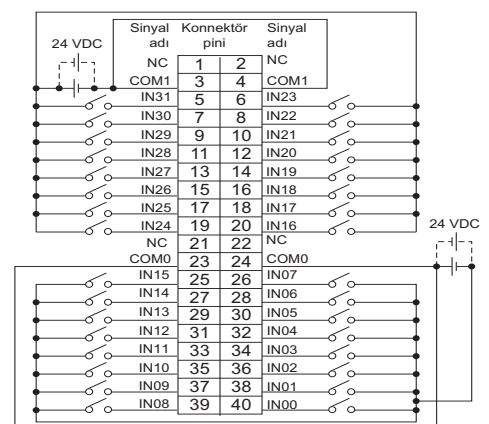 Sinyal adı Konnektör pini Sinyal adı
24 VDC
NC 1 2 NC
COM1 3 4 COM1
IN31 5 6 IN23
IN30 7 8 IN22
IN29 9 10 IN21
IN28 11 12 IN20
IN27 13 14 IN19
IN26 15 16 IN18
IN25 17 18 IN17
IN24 19 20 IN16
24 VDC
NC 21 22 NC
COM0 23 24 COM0
IN15 25 26 IN07
IN14 27 28 IN06
IN13 29 30 IN05
IN12 31 32 IN04
IN11 33 34 IN03
IN10 35 36 IN02
IN09 37 38 IN01
IN08 39 40 IN00